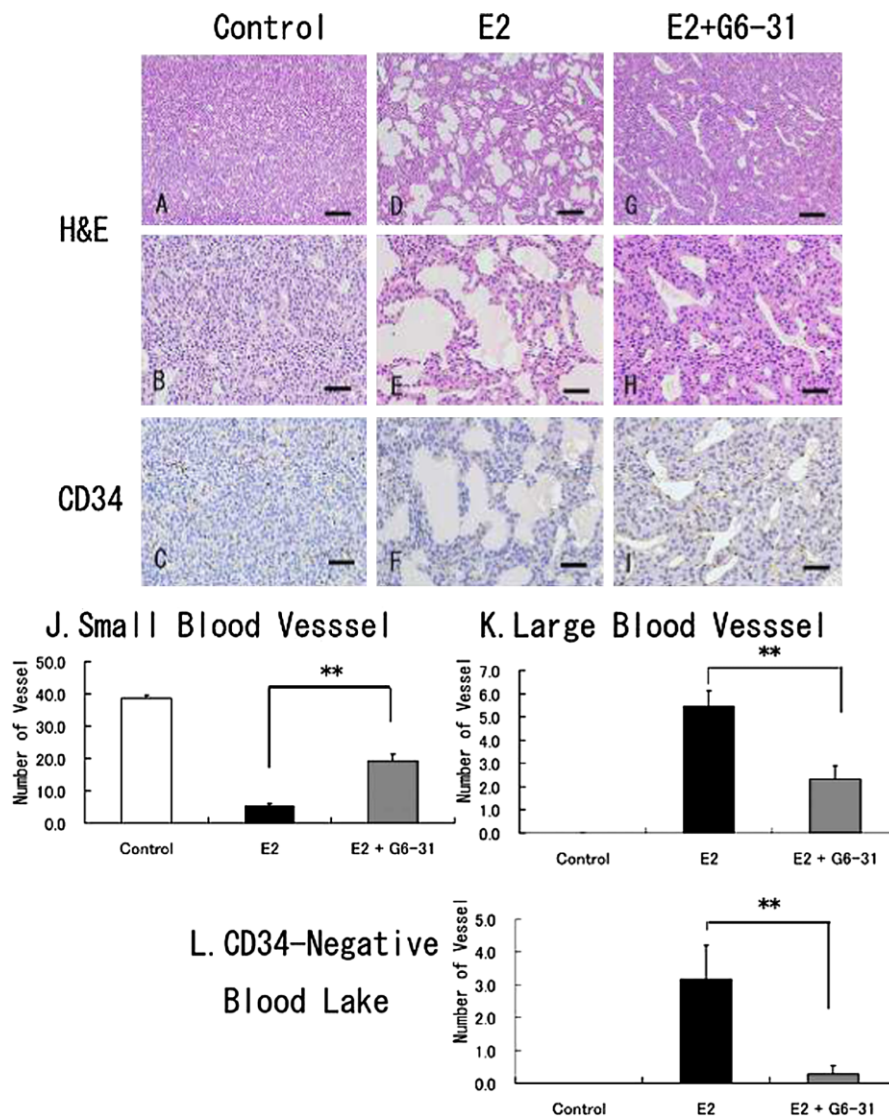 Control E2 E2+G6-31
H&E
A D G
B E H
CD34
C F I
J. Small Blood Vesssel
Number of Vessel
50.0
40.0
30.0
20.0
10.0
0.0
**
Control E2 E2 + G6-31
K. Large Blood Vesssel
Number of Vessel
7.0
6.0
5.0
4.0
3.0
2.0
1.0
0.0
**
Control E2 E2 + G6-31
L. CD34-Negative
Blood Lake
Number of Vessel
5.0
4.0
3.0
2.0
1.0
0.0
**
Control E2 E2 + G6-31